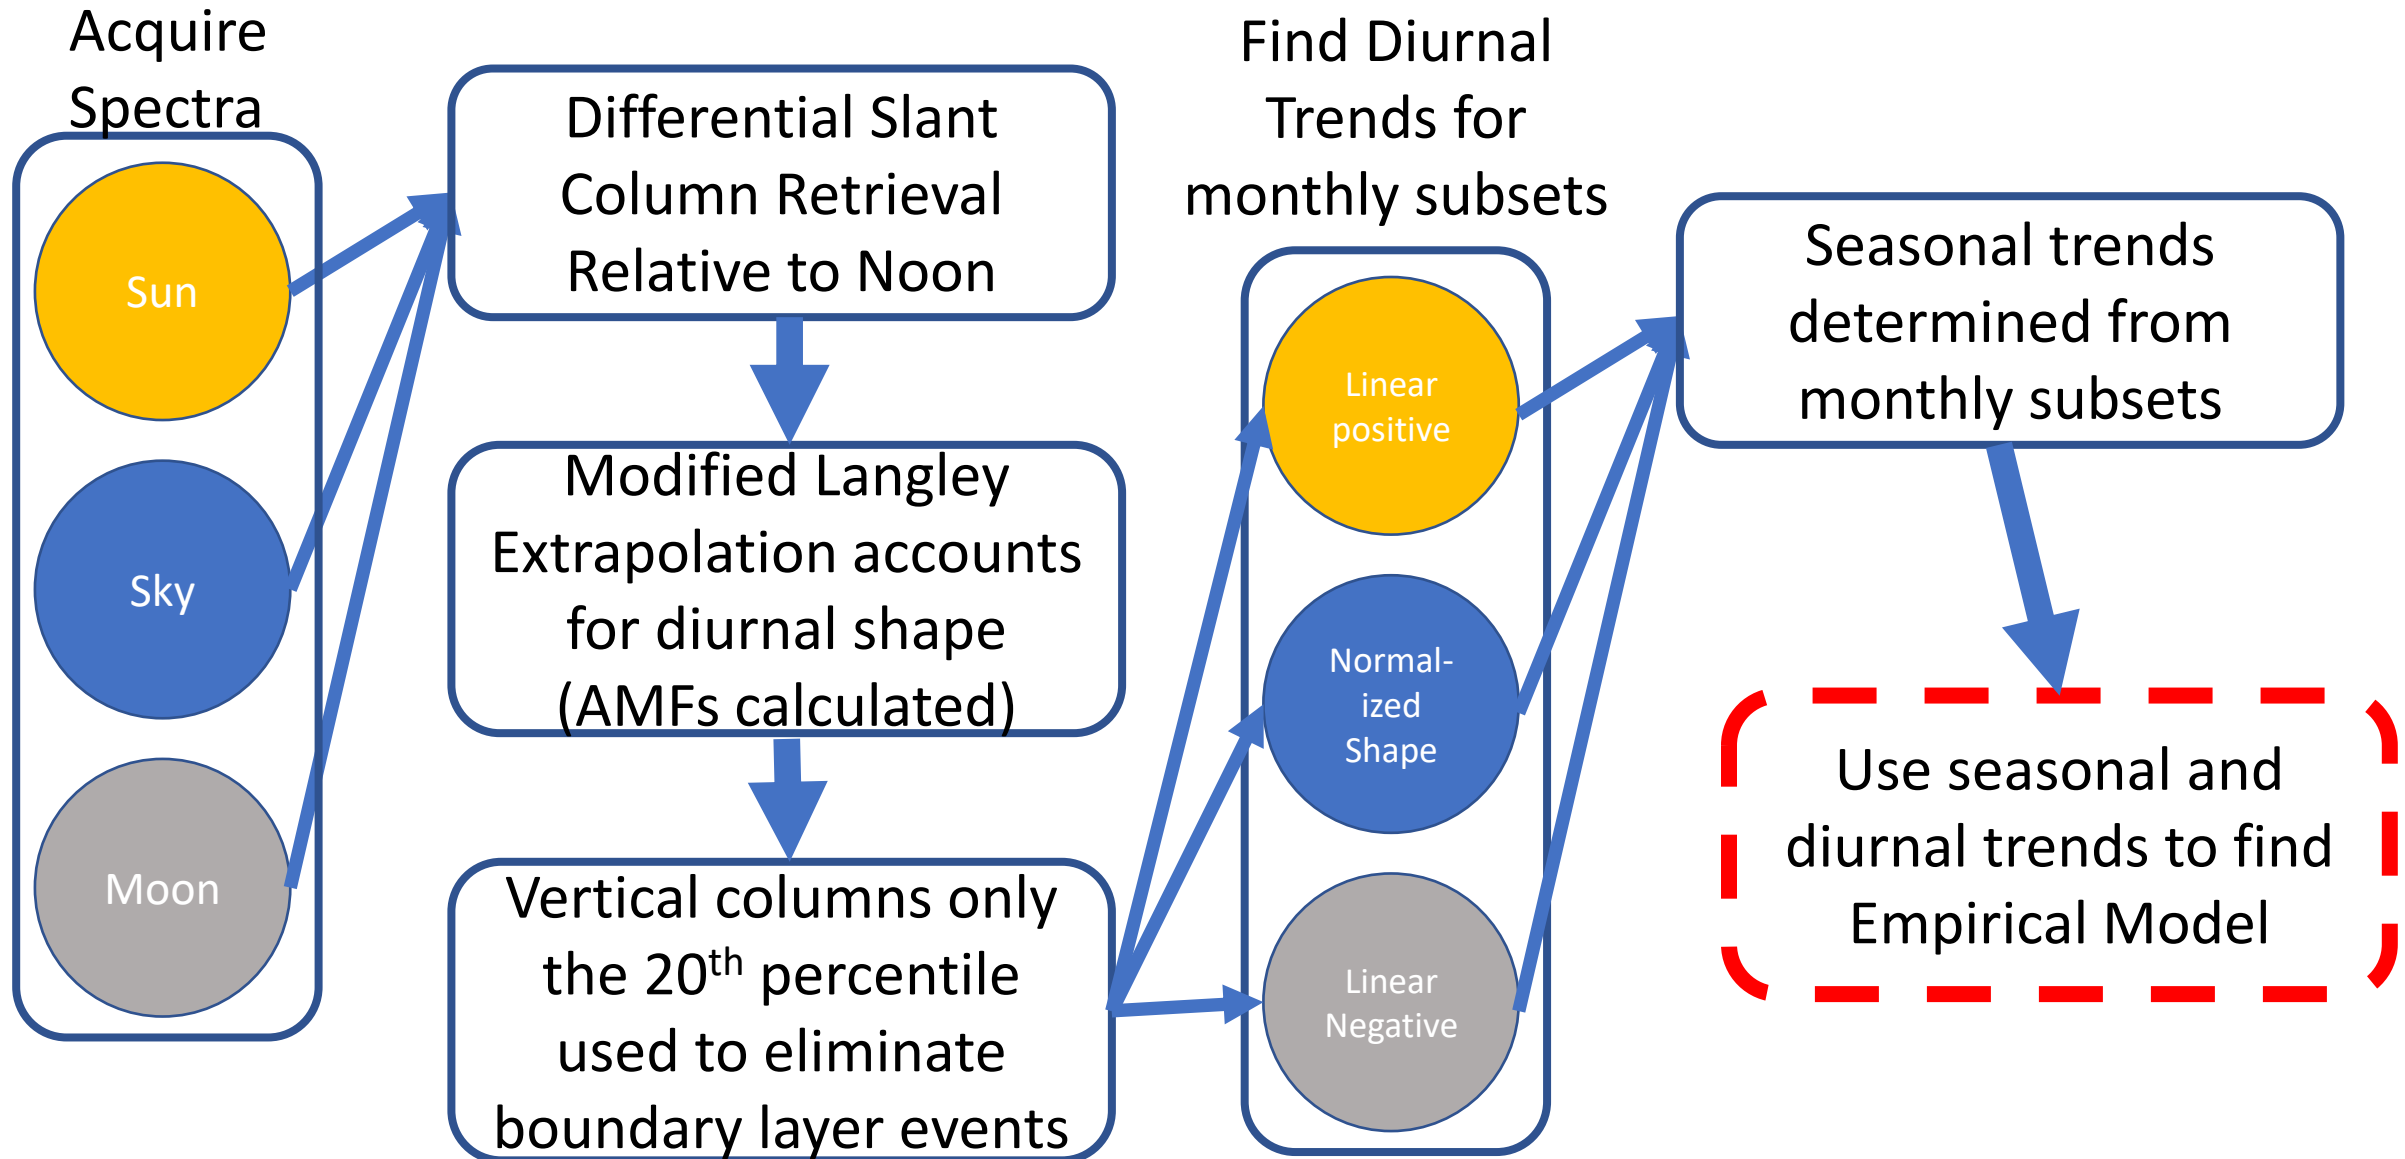 Acquire
Spectra
Sun
Sky
Moon
Differential Slant
Column Retrieval
Relative to Noon
Modified Langley
Extrapolation accounts
for diurnal shape
(AMFs calculated)
Vertical columns only
the 20th percentile
used to eliminate
boundary layer events
Find Diurnal
Trends for
monthly subsets
Linear
positive
Normal-
ized
Shape
Linear
Negative
Seasonal trends
determined from
monthly subsets
Use seasonal and
diurnal trends to find
Empirical Model